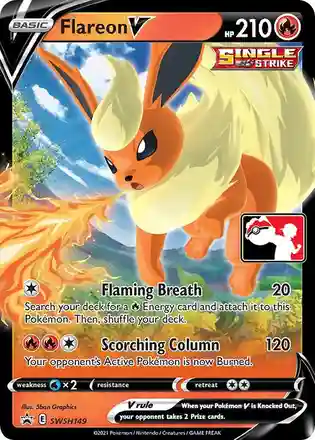 BASIC Flareon V HP 210
SINGLE STRIKE
Flaming Breath 20
Search your deck for a Energy card and attach it to this
Pokémon. Then, shuffle your deck.
Scorching Column 120
Your opponent's Active Pokémon is now Burned.
weakness ×2 resistance retreat
Illus. 5ban Graphics
E SWSH149
V rule When your Pokémon V is Knocked Out,
your opponent takes 2 Prize cards.
©2021 Pokémon / Nintendo / Creatures / GAME FREAK